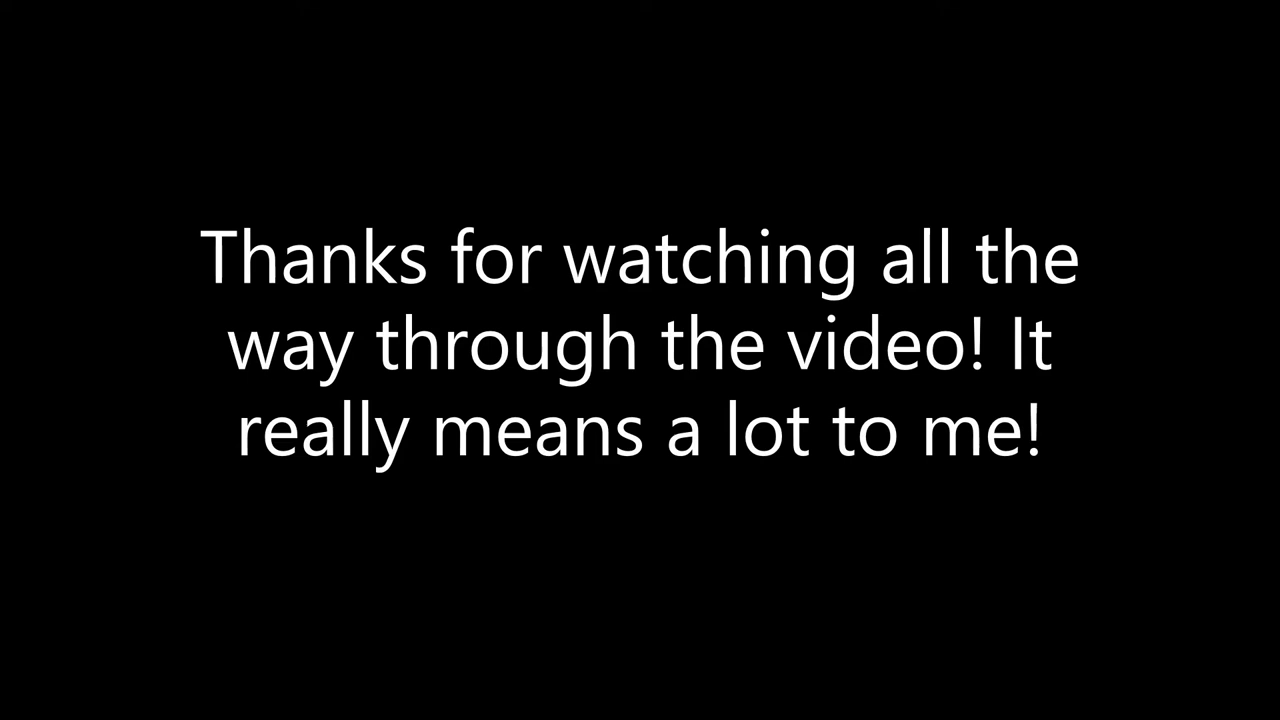 Thanks for watching all the
way through the video! It
really means a lot to me!